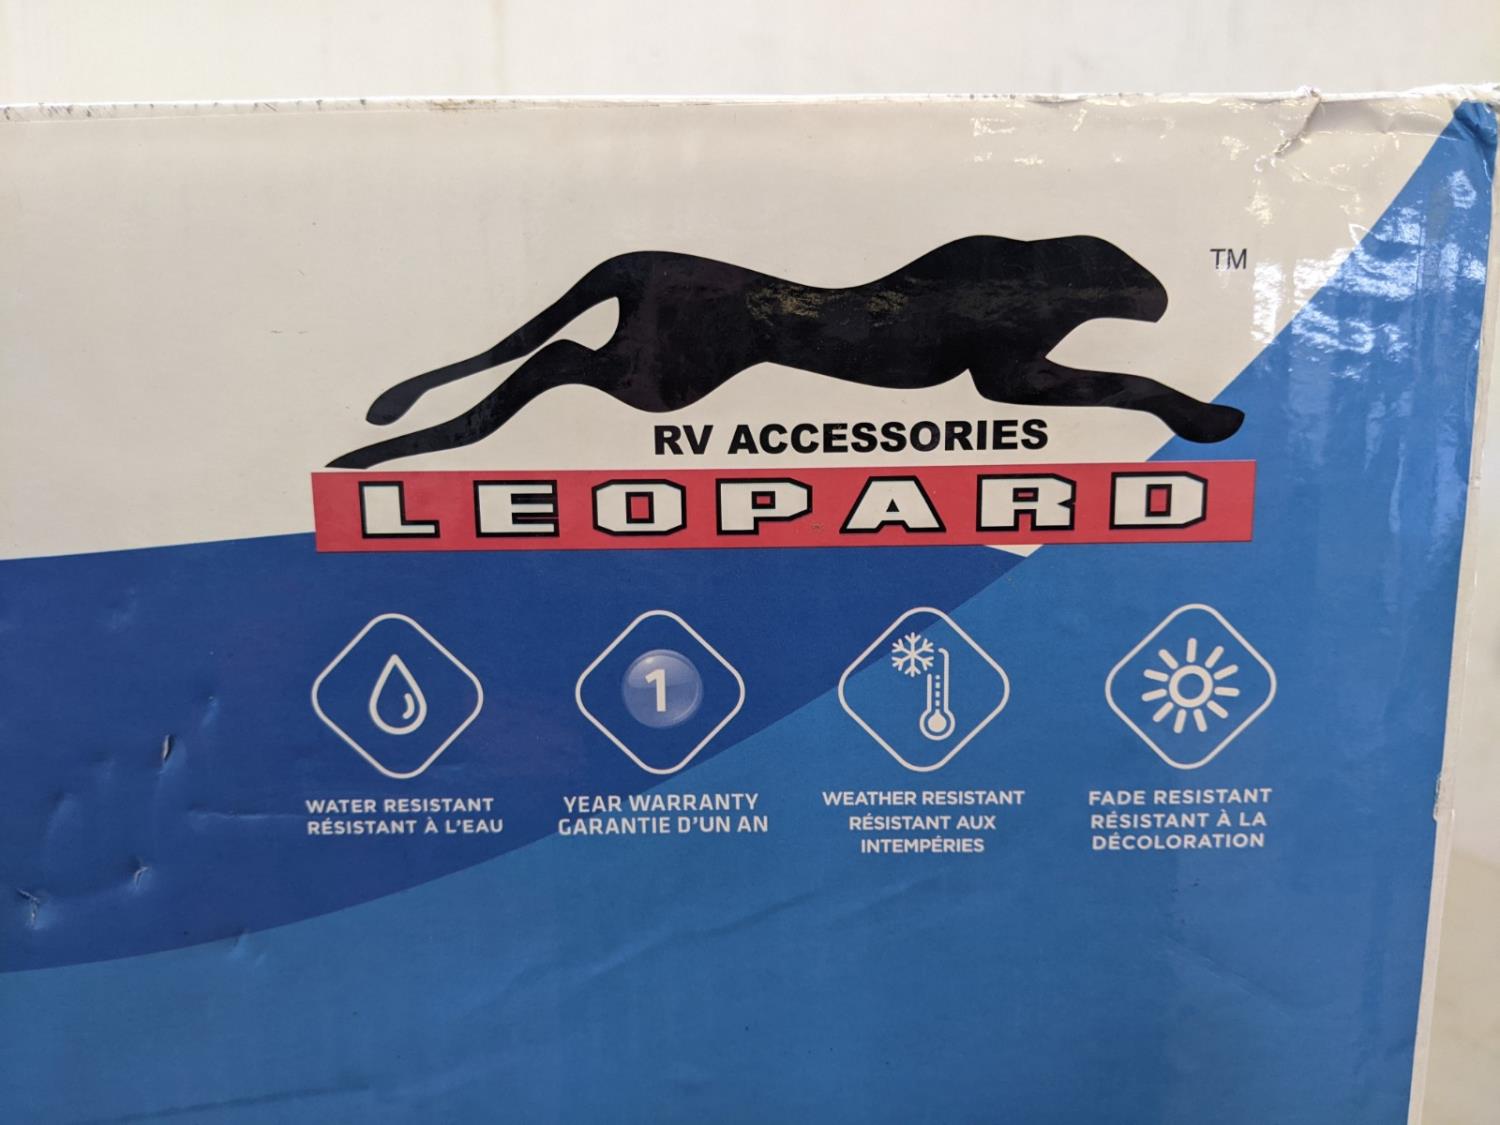 TM
RV ACCESSORIES
LEOPARD
1
WATER RESISTANT
RÉSISTANT À L'EAU
YEAR WARRANTY
GARANTIE D'UN AN
WEATHER RESISTANT
RÉSISTANT AUX
INTEMPÉRIES
FADE RESISTANT
RÉSISTANT À LA
DÉCOLORATION